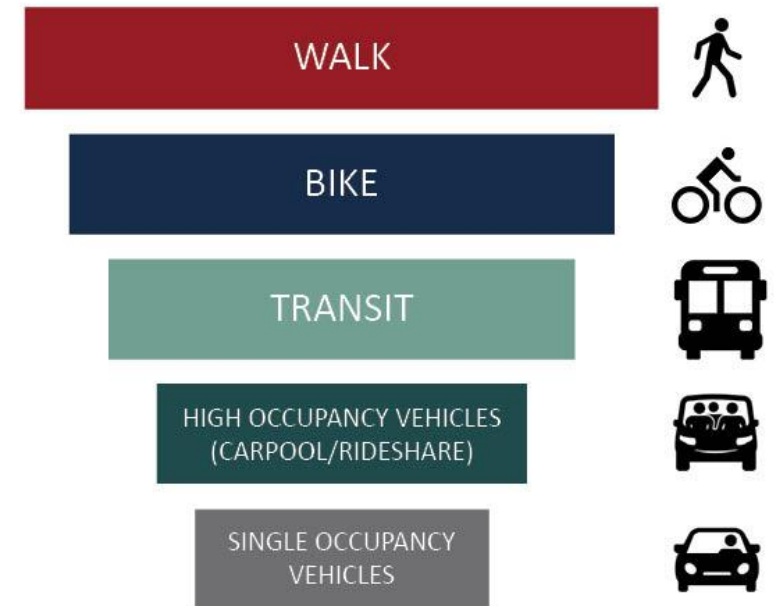 WALK
BIKE
TRANSIT
HIGH OCCUPANCY VEHICLES
(CARPOOL/RIDESHARE)
SINGLE OCCUPANCY
VEHICLES